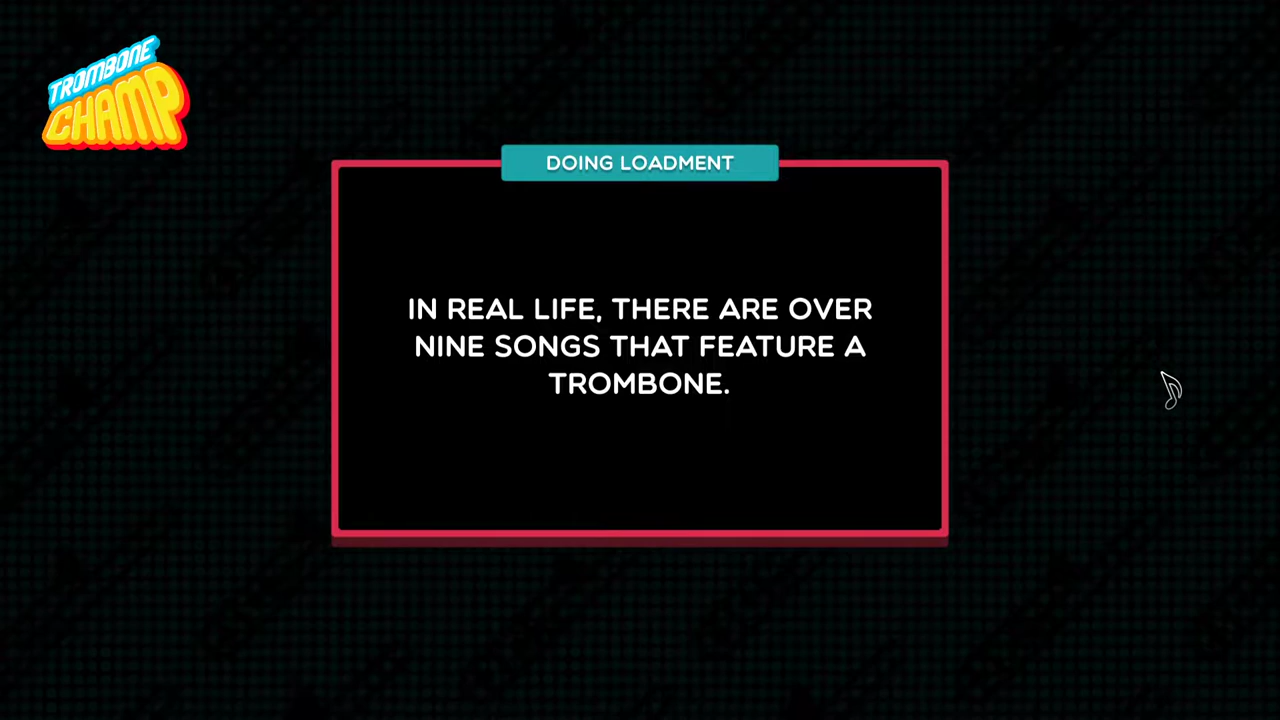 TROMBONE
CHAMP
DOING LOADMENT
IN REAL LIFE, THERE ARE OVER
NINE SONGS THAT FEATURE A
TROMBONE.